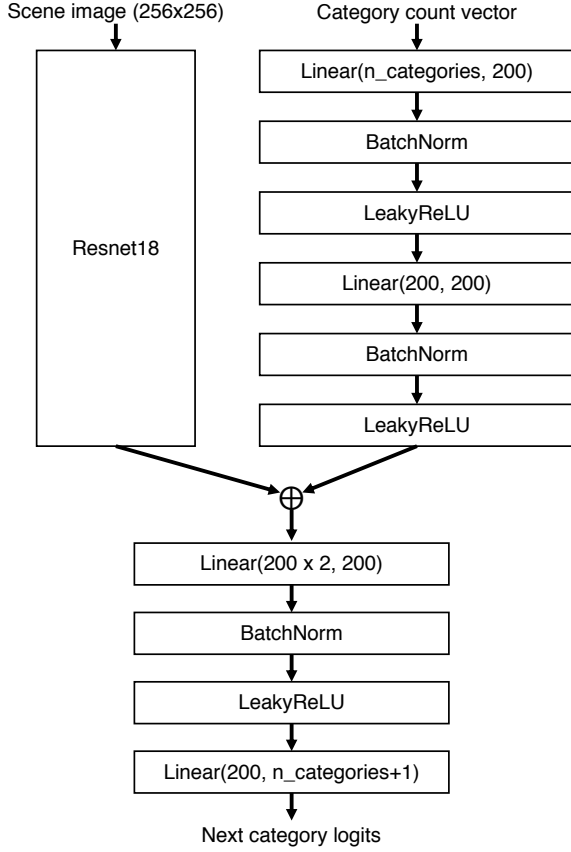 Scene image (256x256)
Category count vector
Resnet18
Linear(n_categories, 200)
BatchNorm
LeakyReLU
Linear(200, 200)
BatchNorm
LeakyReLU
Linear(200 x 2, 200)
BatchNorm
LeakyReLU
Linear(200, n_categories+1)
Next category logits